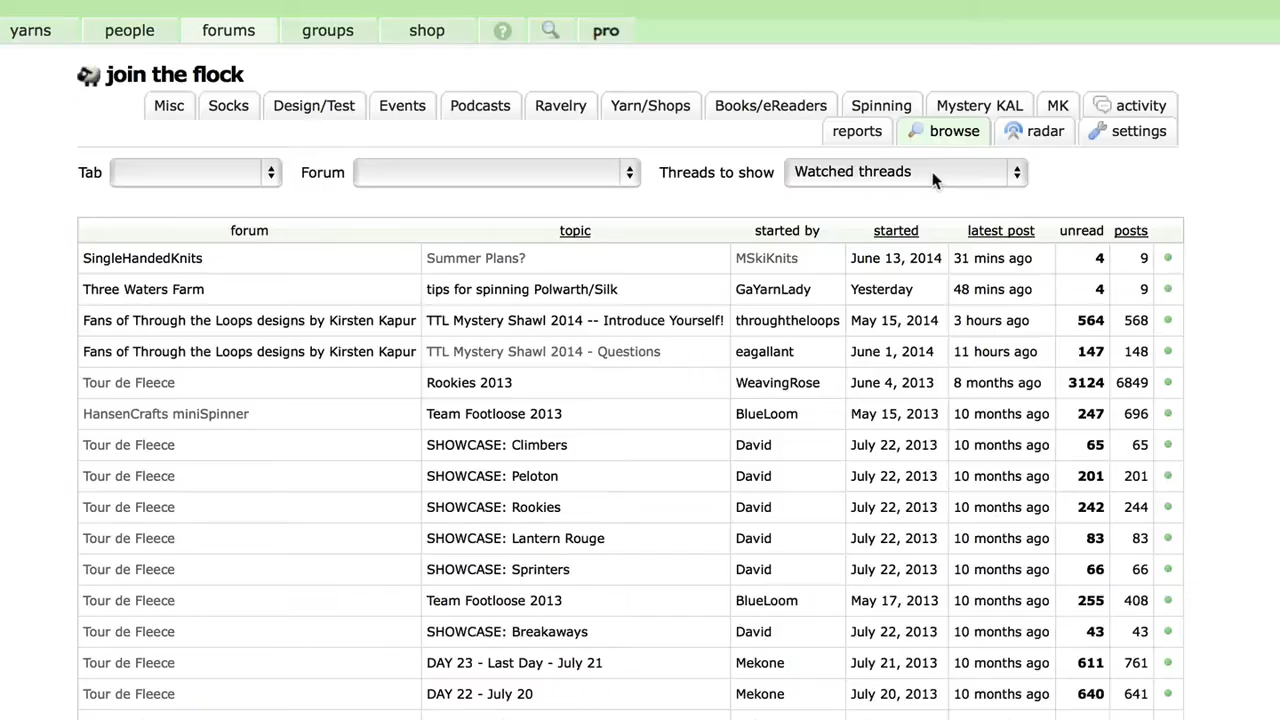 yarns people forums groups shop ? pro
join the flock
Misc Socks Design/Test Events Podcasts Ravelry Yarn/Shops Books/eReaders Spinning Mystery KAL MK activity
reports browse radar settings
Tab Forum Threads to show Watched threads
forum topic started by started latest post unread posts
SingleHandedKnits Summer Plans? MSkiKnits June 13, 2014 31 mins ago 4 9
Three Waters Farm tips for spinning Polwarth/Silk GaYarnLady Yesterday 48 mins ago 4 9
Fans of Through the Loops designs by Kirsten Kapur TTL Mystery Shawl 2014 -- Introduce Yourself! throughtheloops May 15, 2014 3 hours ago 564 568
Fans of Through the Loops designs by Kirsten Kapur TTL Mystery Shawl 2014 - Questions eagallant June 1, 2014 11 hours ago 147 148
Tour de Fleece Rookies 2013 WeavingRose June 4, 2013 8 months ago 3124 6849
HansenCrafts miniSpinner Team Footloose 2013 BlueLoom May 15, 2013 10 months ago 247 696
Tour de Fleece SHOWCASE: Climbers David July 22, 2013 10 months ago 65 65
Tour de Fleece SHOWCASE: Peloton David July 22, 2013 10 months ago 201 201
Tour de Fleece SHOWCASE: Rookies David July 22, 2013 10 months ago 242 244
Tour de Fleece SHOWCASE: Lantern Rouge David July 22, 2013 10 months ago 83 83
Tour de Fleece SHOWCASE: Sprinters David July 22, 2013 10 months ago 66 66
Tour de Fleece Team Footloose 2013 BlueLoom May 17, 2013 10 months ago 255 408
Tour de Fleece SHOWCASE: Breakaways David July 22, 2013 10 months ago 43 43
Tour de Fleece DAY 23 - Last Day - July 21 Mekone July 21, 2013 10 months ago 611 761
Tour de Fleece DAY 22 - July 20 Mekone July 20, 2013 10 months ago 640 641